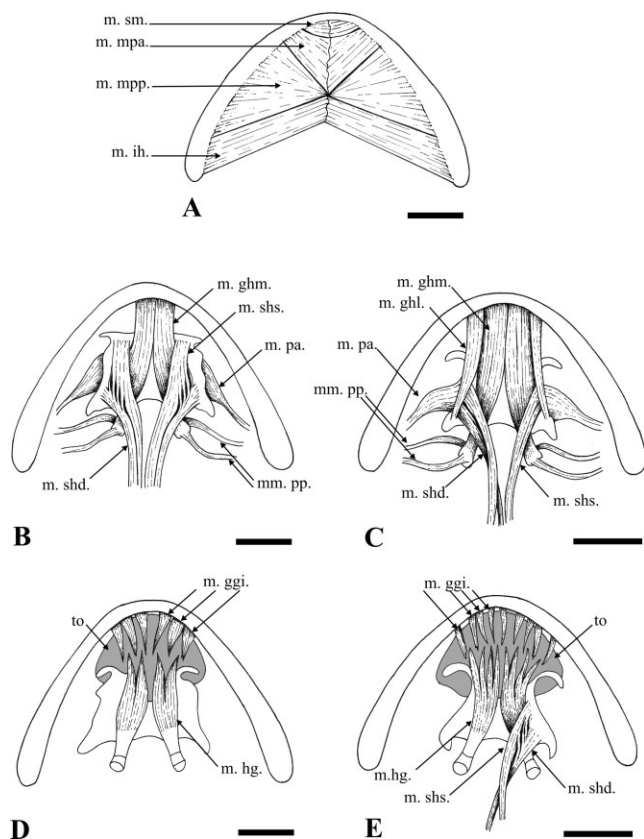 m. sm.
m. mpa.
m. mpp.
m. ih.
A
m. ghm.
m. shs.
m. pa.
mm. pp.
m. shd.
B
m. ghm.
m. ghl.
m. pa.
mm. pp.
m. shd.
m. shs.
C
m. ggi.
to
m. hg.
D
m. ggi.
to
m.hg.
m. shs.
m. shd.
E